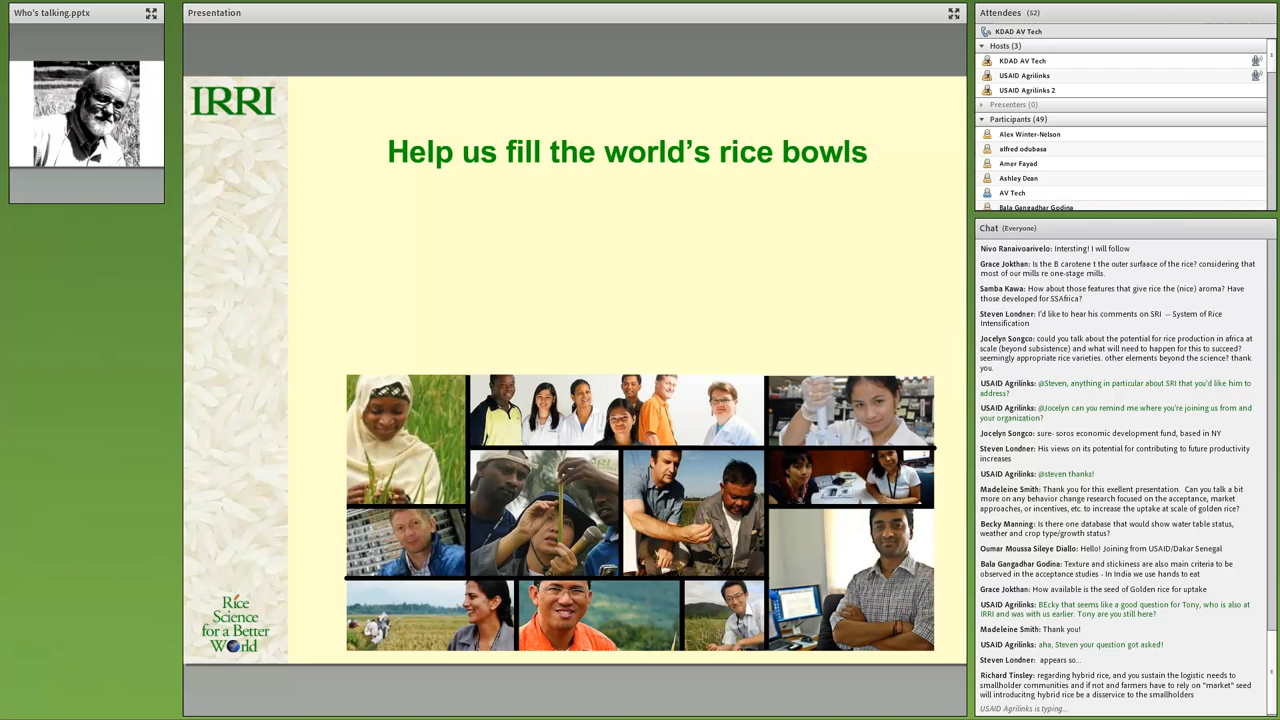 Who's talking.pptx
Presentation
IRRI
Help us fill the world's rice bowls
Rice
Science
for a Better
World
Attendees (52)
KDAD AV Tech
Hosts (3)
KDAD AV Tech
USAID Agrilinks
USAID Agrilinks 2
Presenters (0)
Participants (49)
Alex Winter-Nelson
alfred odubasa
Amer Fayad
Ashley Dean
AV Tech
Bala Gangadhar Godina
Chat (Everyone)
Nivo Ranaivoarivelo: Intersting! I will follow
Grace Jokthan: Is the B carotene t the outer surfaace of the rice? considering that
most of our mills re one-stage mills.
Samba Kawa: How about those features that give rice the (nice) aroma? Have
those developed for SSAfrica?
Steven Londner: I'd like to hear his comments on SRI -- System of Rice
Intensification
Jocelyn Songco: could you talk about the potential for rice production in africa at
scale (beyond subsistence) and what will need to happen for this to succeed?
seemingly appropriate rice varieties. other elements beyond the science? thank
you.
USAID Agrilinks: @Steven, anything in particular about SRI that you'd like him to
address?
USAID Agrilinks: @Jocelyn can you remind me where you're joining us from and
your organization?
Jocelyn Songco: sure- soros economic development fund, based in NY
Steven Londner: His views on its potential for contributing to future productivity
increases
USAID Agrilinks: @steven thanks!
Madeleine Smith: Thank you for this exellent presentation. Can you talk a bit
more on any behavior change research focused on the acceptance, market
approaches, or incentives, etc. to increase the uptake at scale of golden rice?
Becky Manning: Is there one database that would show water table status,
weather and crop type/growth status?
Oumar Moussa Sileye Diallo: Hello! Joining from USAID/Dakar Senegal
Bala Gangadhar Godina: Texture and stickiness are also main criteria to be
observed in the acceptance studies - In India we use hands to eat
Grace Jokthan: How available is the seed of Golden rice for uptake
USAID Agrilinks: BEcky that seems like a good question for Tony, who is also at
IRRI and was with us earlier. Tony are you still here?
Madeleine Smith: Thank you!
USAID Agrilinks: aha, Steven your question got asked!
Steven Londner: appears so...
Richard Tinsley: regarding hybrid rice, and you sustain the logistic needs to
smallholder communities and if not and farmers have to rely on "market" seed
will introducitng hybrid rice be a disservice to the smallholders
USAID Agrilinks is typing...